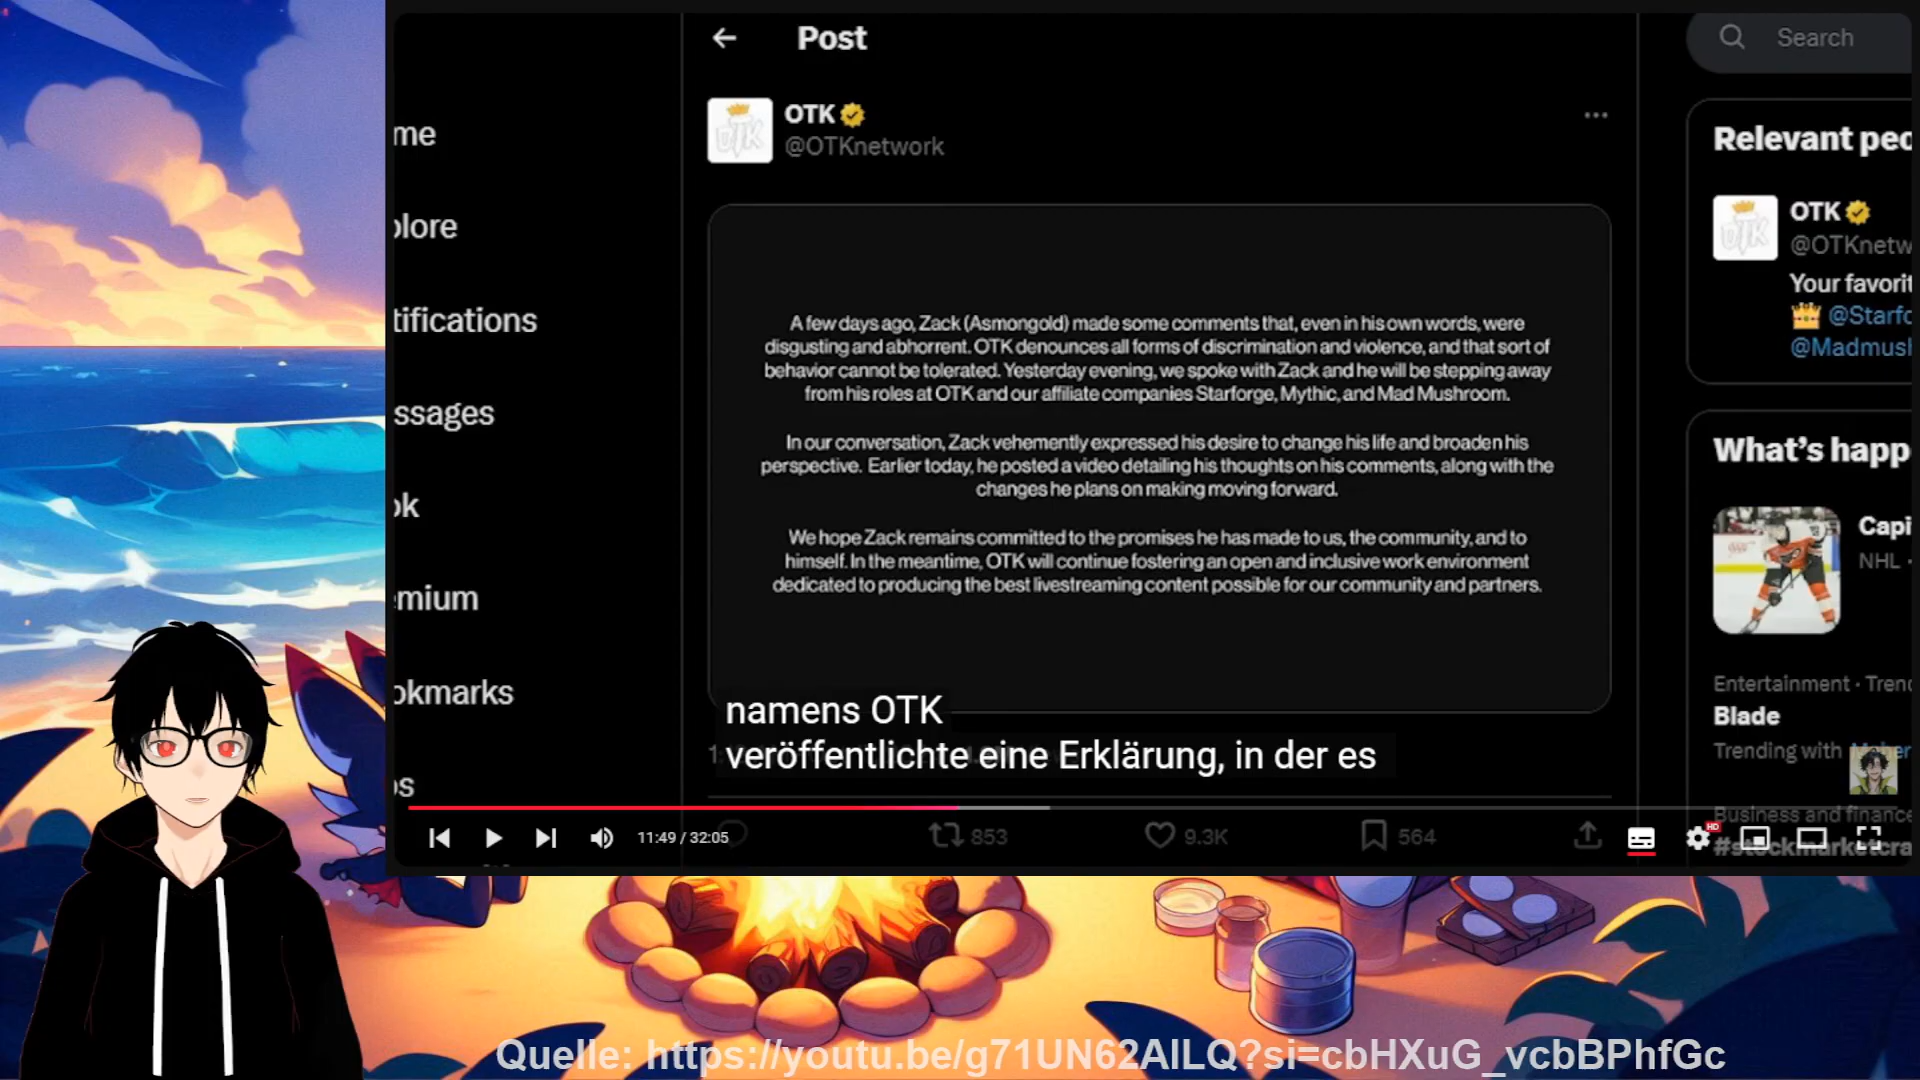 Post
Search
OTK
@OTKnetwork
me
plore
tifications
ssages
ok
emium
okmarks
os
A few days ago, Zack (Asmongold) made some comments that, even in his own words, were
disgusting and abhorrent. OTK denounces all forms of discrimination and violence, and that sort of
behavior cannot be tolerated. Yesterday evening, we spoke with Zack and he will be stepping away
from his roles at OTK and our affiliate companies Starforge, Mythic, and Mad Mushroom.
In our conversation, Zack vehemently expressed his desire to change his life and broaden his
perspective. Earlier today, he posted a video detailing his thoughts on his comments, along with the
changes he plans on making moving forward.
We hope Zack remains committed to the promises he has made to us, the community, and to
himself. In the meantime, OTK will continue fostering an open and inclusive work environment
dedicated to producing the best livestreaming content possible for our community and partners.
namens OTK
veröffentlichte eine Erklärung, in der es
11:49 / 32:05
853
9.3K
564
HD
Relevant peo
OTK
@OTKnetw
Your favorit
@Starfo
@Madmush
What's happ
Capi
NHL ·
Entertainment · Trend
Blade
Trending with
Business and finance
#stockmarketcra
Quelle: https://youtu.be/g71UN62AILQ?si=cbHXuG_vcbBPhfGc